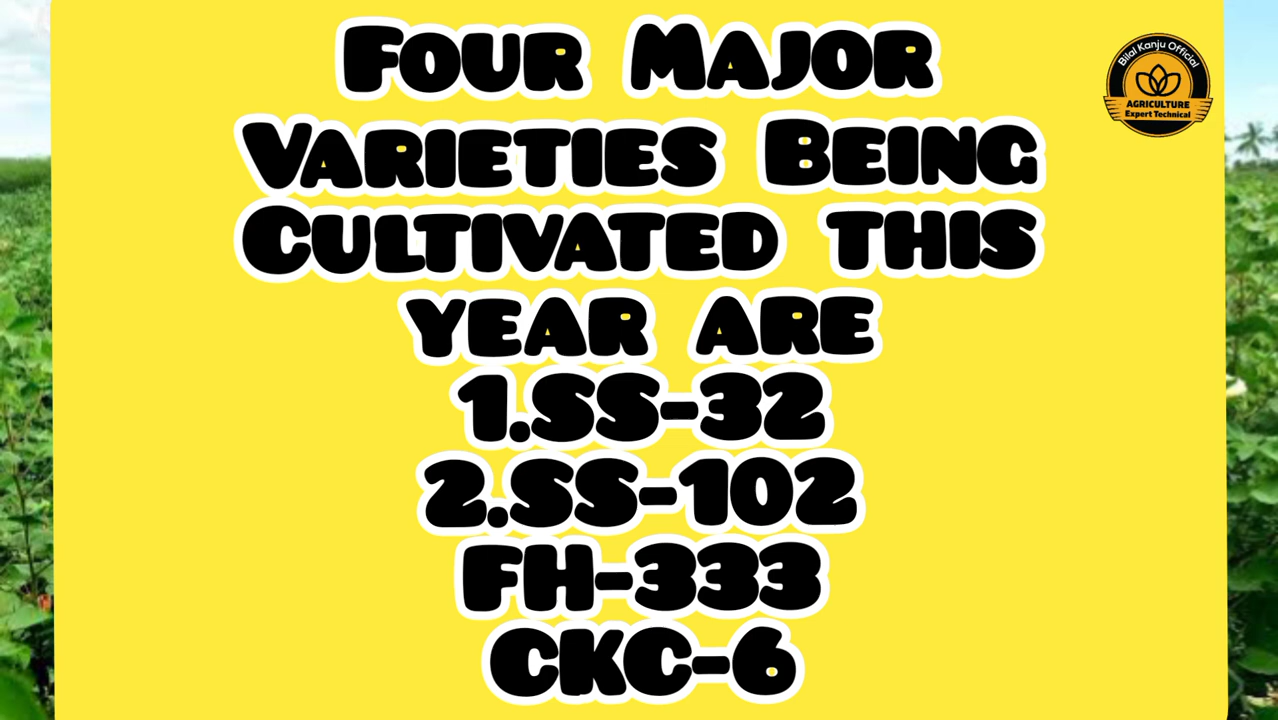 Four Major
Varieties Being
Cultivated this
year are
1.SS-32
2.SS-102
FH-333
CKC-6
Bilal Kanju Official
AGRICULTURE
Expert Technical